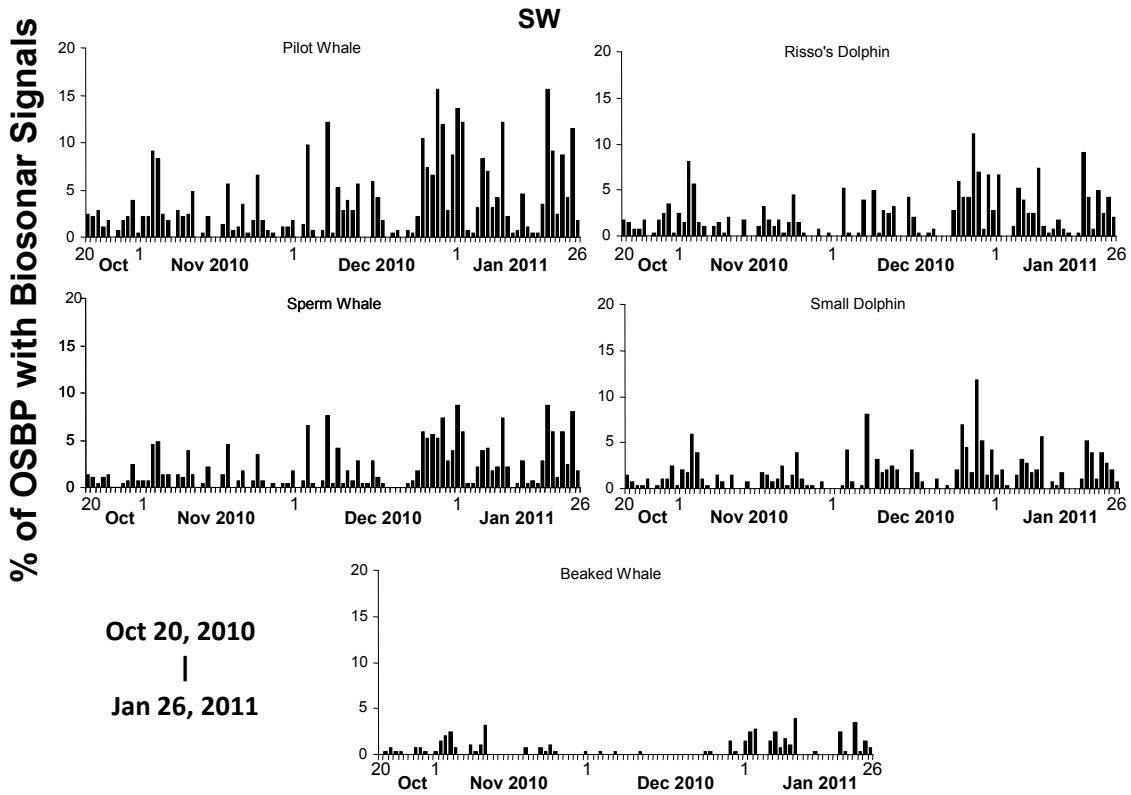 SW
% of OSBP with Biosonar Signals
Pilot Whale
20
15
10
5
0
20 1 1 1 26
Oct Nov 2010 Dec 2010 Jan 2011
Risso's Dolphin
20
15
10
5
0
20 1 1 1 26
Oct Nov 2010 Dec 2010 Jan 2011
Sperm Whale
20
15
10
5
0
20 1 1 1 26
Oct Nov 2010 Dec 2010 Jan 2011
Small Dolphin
20
15
10
5
0
20 1 1 1 26
Oct Nov 2010 Dec 2010 Jan 2011
Beaked Whale
20
15
10
5
0
20 1 1 1 26
Oct Nov 2010 Dec 2010 Jan 2011
Oct 20, 2010
|
Jan 26, 2011